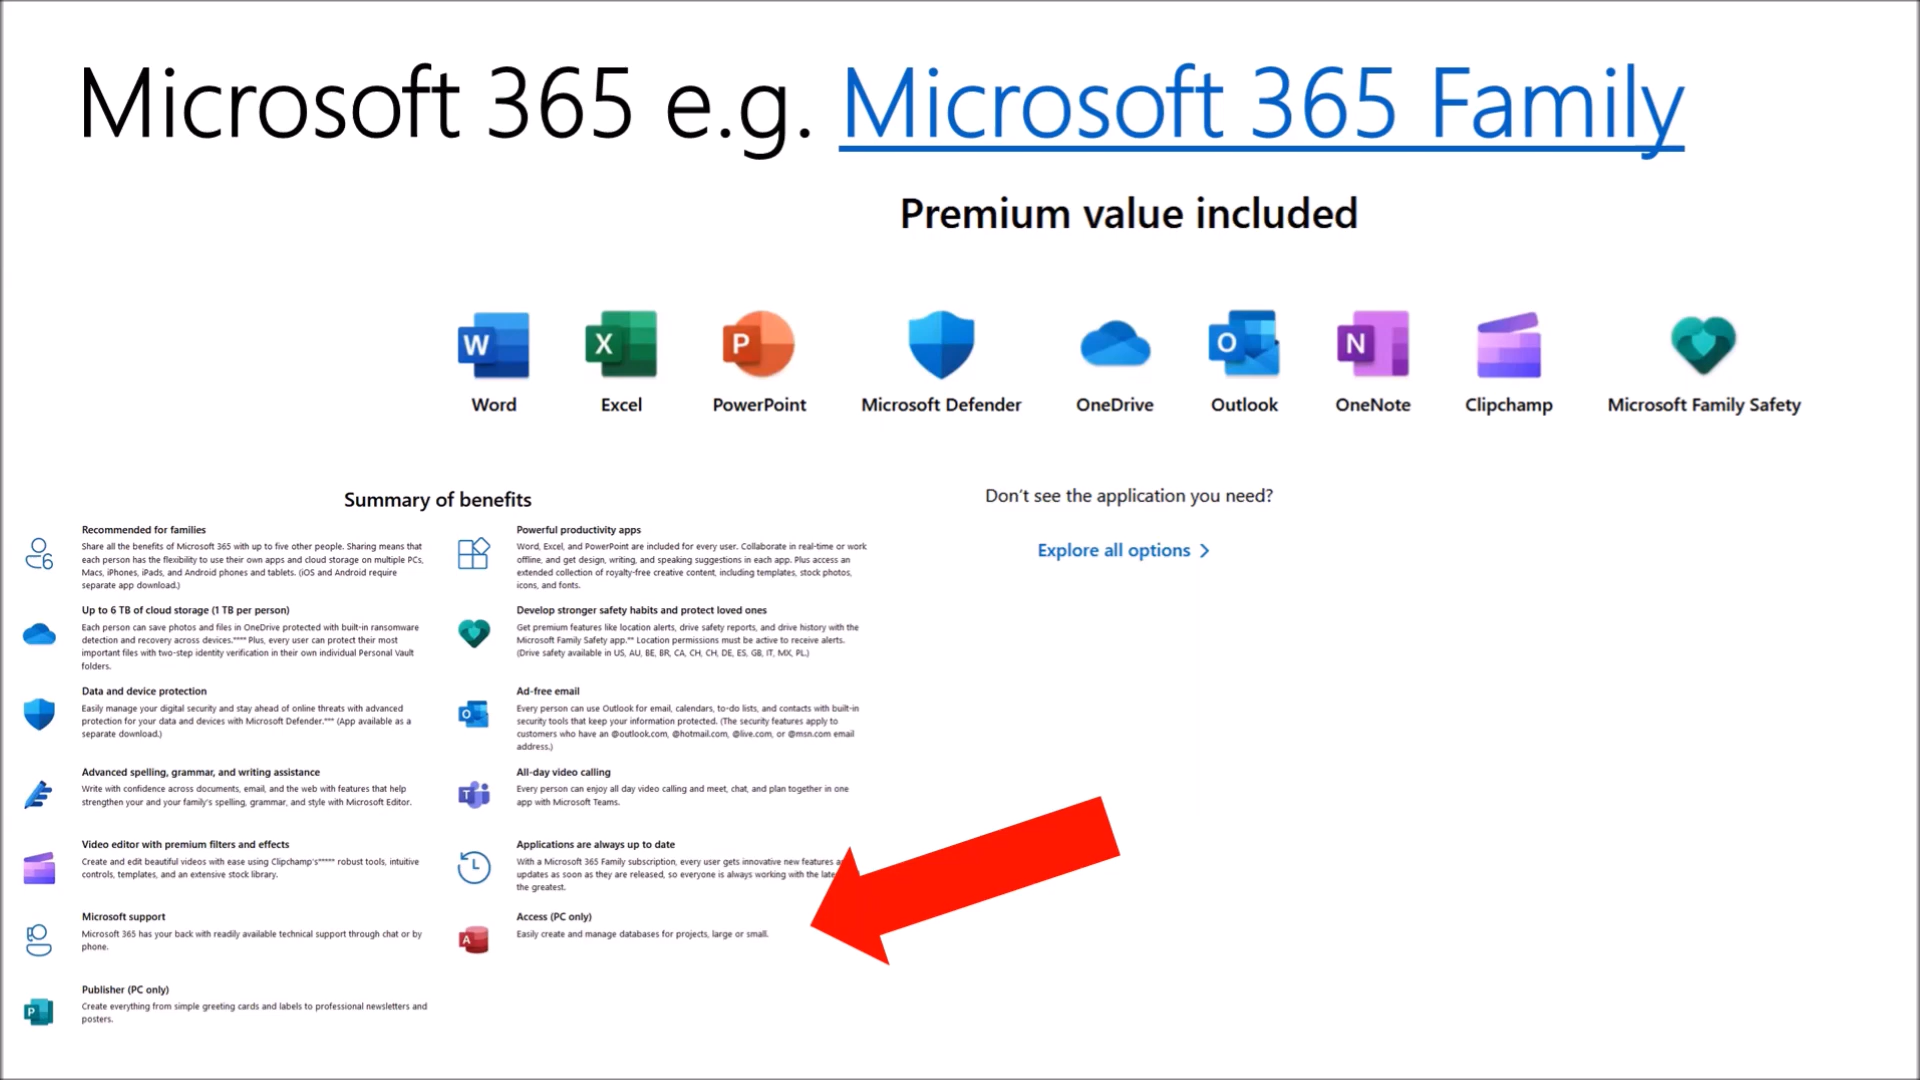 Microsoft 365 e.g. Microsoft 365 Family
Premium value included
W
X
P
O
N
Word
Excel
PowerPoint
Microsoft Defender
OneDrive
Outlook
OneNote
Clipchamp
Microsoft Family Safety
Summary of benefits
Recommended for families
Share all the benefits of Microsoft 365 with up to five other people. Sharing means that
each person has the flexibility to use their own apps and cloud storage on multiple PCs,
Macs, iPhones, iPads, and Android phones and tablets. (iOS and Android require
separate app download.)
Up to 6 TB of cloud storage (1 TB per person)
Each person can save photos and files in OneDrive protected with built-in ransomware
detection and recovery across devices.**** Plus, every user can protect their most
important files with two-step identity verification in their own individual Personal Vault
folders.
Data and device protection
Easily manage your digital security and stay ahead of online threats with advanced
protection for your data and devices with Microsoft Defender.*** (App available as a
separate download.)
Advanced spelling, grammar, and writing assistance
Write with confidence across documents, email, and the web with features that help
strengthen your and your family's spelling, grammar, and style with Microsoft Editor.
Video editor with premium filters and effects
Create and edit beautiful videos with ease using Clipchamp's***** robust tools, intuitive
controls, templates, and an extensive stock library.
Microsoft support
Microsoft 365 has your back with readily available technical support through chat or by
phone.
P
Publisher (PC only)
Create everything from simple greeting cards and labels to professional newsletters and
posters.
Powerful productivity apps
Word, Excel, and PowerPoint are included for every user. Collaborate in real-time or work
offline, and get design, writing, and speaking suggestions in each app. Plus access an
extended collection of royalty-free creative content, including templates, stock photos,
icons, and fonts.
Develop stronger safety habits and protect loved ones
Get premium features like location alerts, drive safety reports, and drive history with the
Microsoft Family Safety app.** Location permissions must be active to receive alerts.
(Drive safety available in US, AU, BE, BR, CA, CH, CH, DE, ES, GB, IT, MX, PL.)
O
Ad-free email
Every person can use Outlook for email, calendars, to-do lists, and contacts with built-in
security tools that keep your information protected. (The security features apply to
customers who have an @outlook.com, @hotmail.com, @live.com, or @msn.com email
address.)
T
All-day video calling
Every person can enjoy all day video calling and meet, chat, and plan together in one
app with Microsoft Teams.
Applications are always up to date
With a Microsoft 365 Family subscription, every user gets innovative new features
updates as soon as they are released, so everyone is always working with the
the greatest.
A
Access (PC only)
Easily create and manage databases for projects, large or small.
Don't see the application you need?
Explore all options >